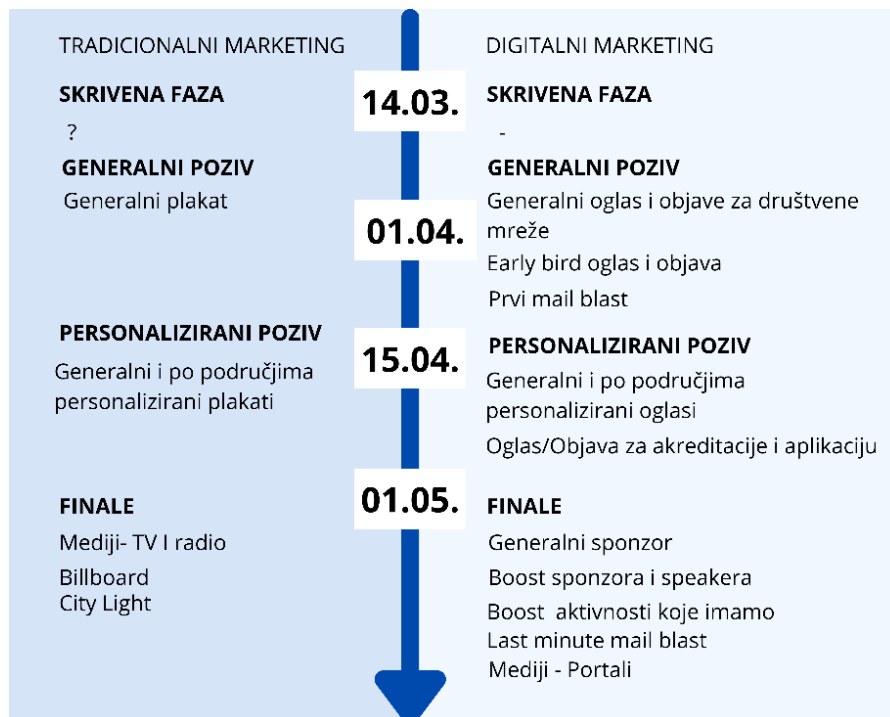 TRADICIONALNI MARKETING
DIGITALNI MARKETING
SKRIVENA FAZA
14.03.
SKRIVENA FAZA
?
-
GENERALNI POZIV
GENERALNI POZIV
Generalni plakat
01.04.
Generalni oglas i objave za društvene
mreže
Early bird oglas i objava
Prvi mail blast
PERSONALIZIRANI POZIV
15.04.
PERSONALIZIRANI POZIV
Generalni i po područjima
personalizirani plakati
Generalni i po područjima
personalizirani oglasi
Oglas/Objava za akreditacije i aplikaciju
FINALE
01.05.
FINALE
Mediji- TV I radio
Billboard
City Light
Generalni sponzor
Boost sponzora i speakera
Boost  aktivnosti koje imamo
Last minute mail blast
Mediji - Portali